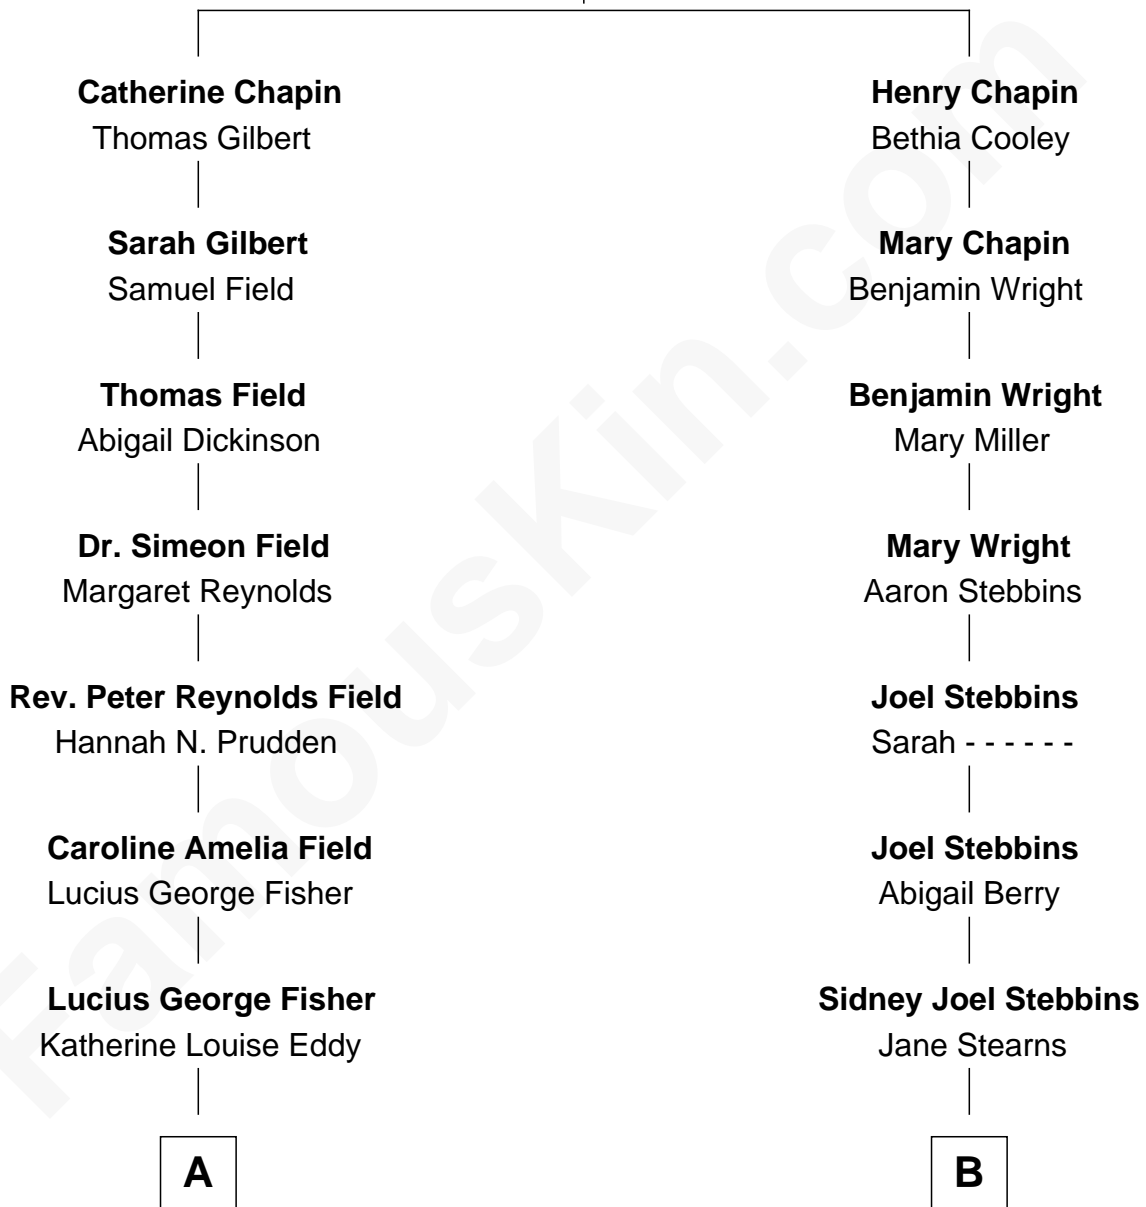 Catherine Chapin
Thomas Gilbert
Henry Chapin
Bethia Cooley
Sarah Gilbert
Samuel Field
Mary Chapin
Benjamin Wright
Thomas Field
Abigail Dickinson
Benjamin Wright
Mary Miller
Dr. Simeon Field
Margaret Reynolds
Mary Wright
Aaron Stebbins
Rev. Peter Reynolds Field
Hannah N. Prudden
Joel Stebbins
Sarah - - - - - -
Caroline Amelia Field
Lucius George Fisher
Joel Stebbins
Abigail Berry
Lucius George Fisher
Katherine Louise Eddy
Sidney Joel Stebbins
Jane Stearns
A
B
FamousKin.com